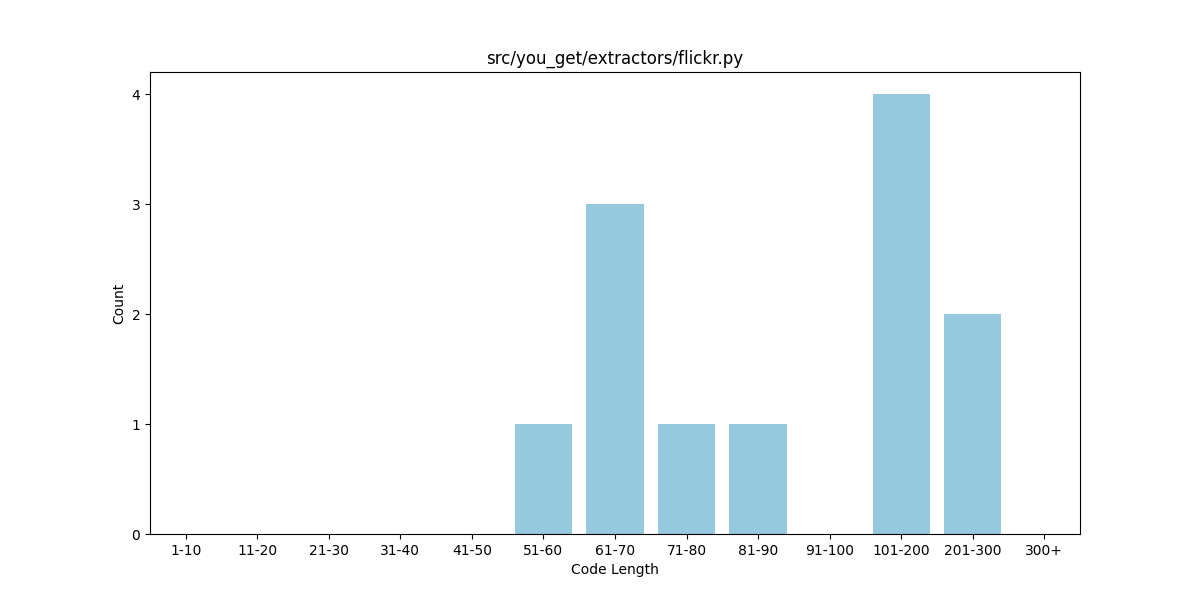 src/you_get/extractors/flickr.py
4
3
2
1
0
Count
1-10 11-20 21-30 31-40 41-50 51-60 61-70 71-80 81-90 91-100 101-200 201-300 300+
Code Length